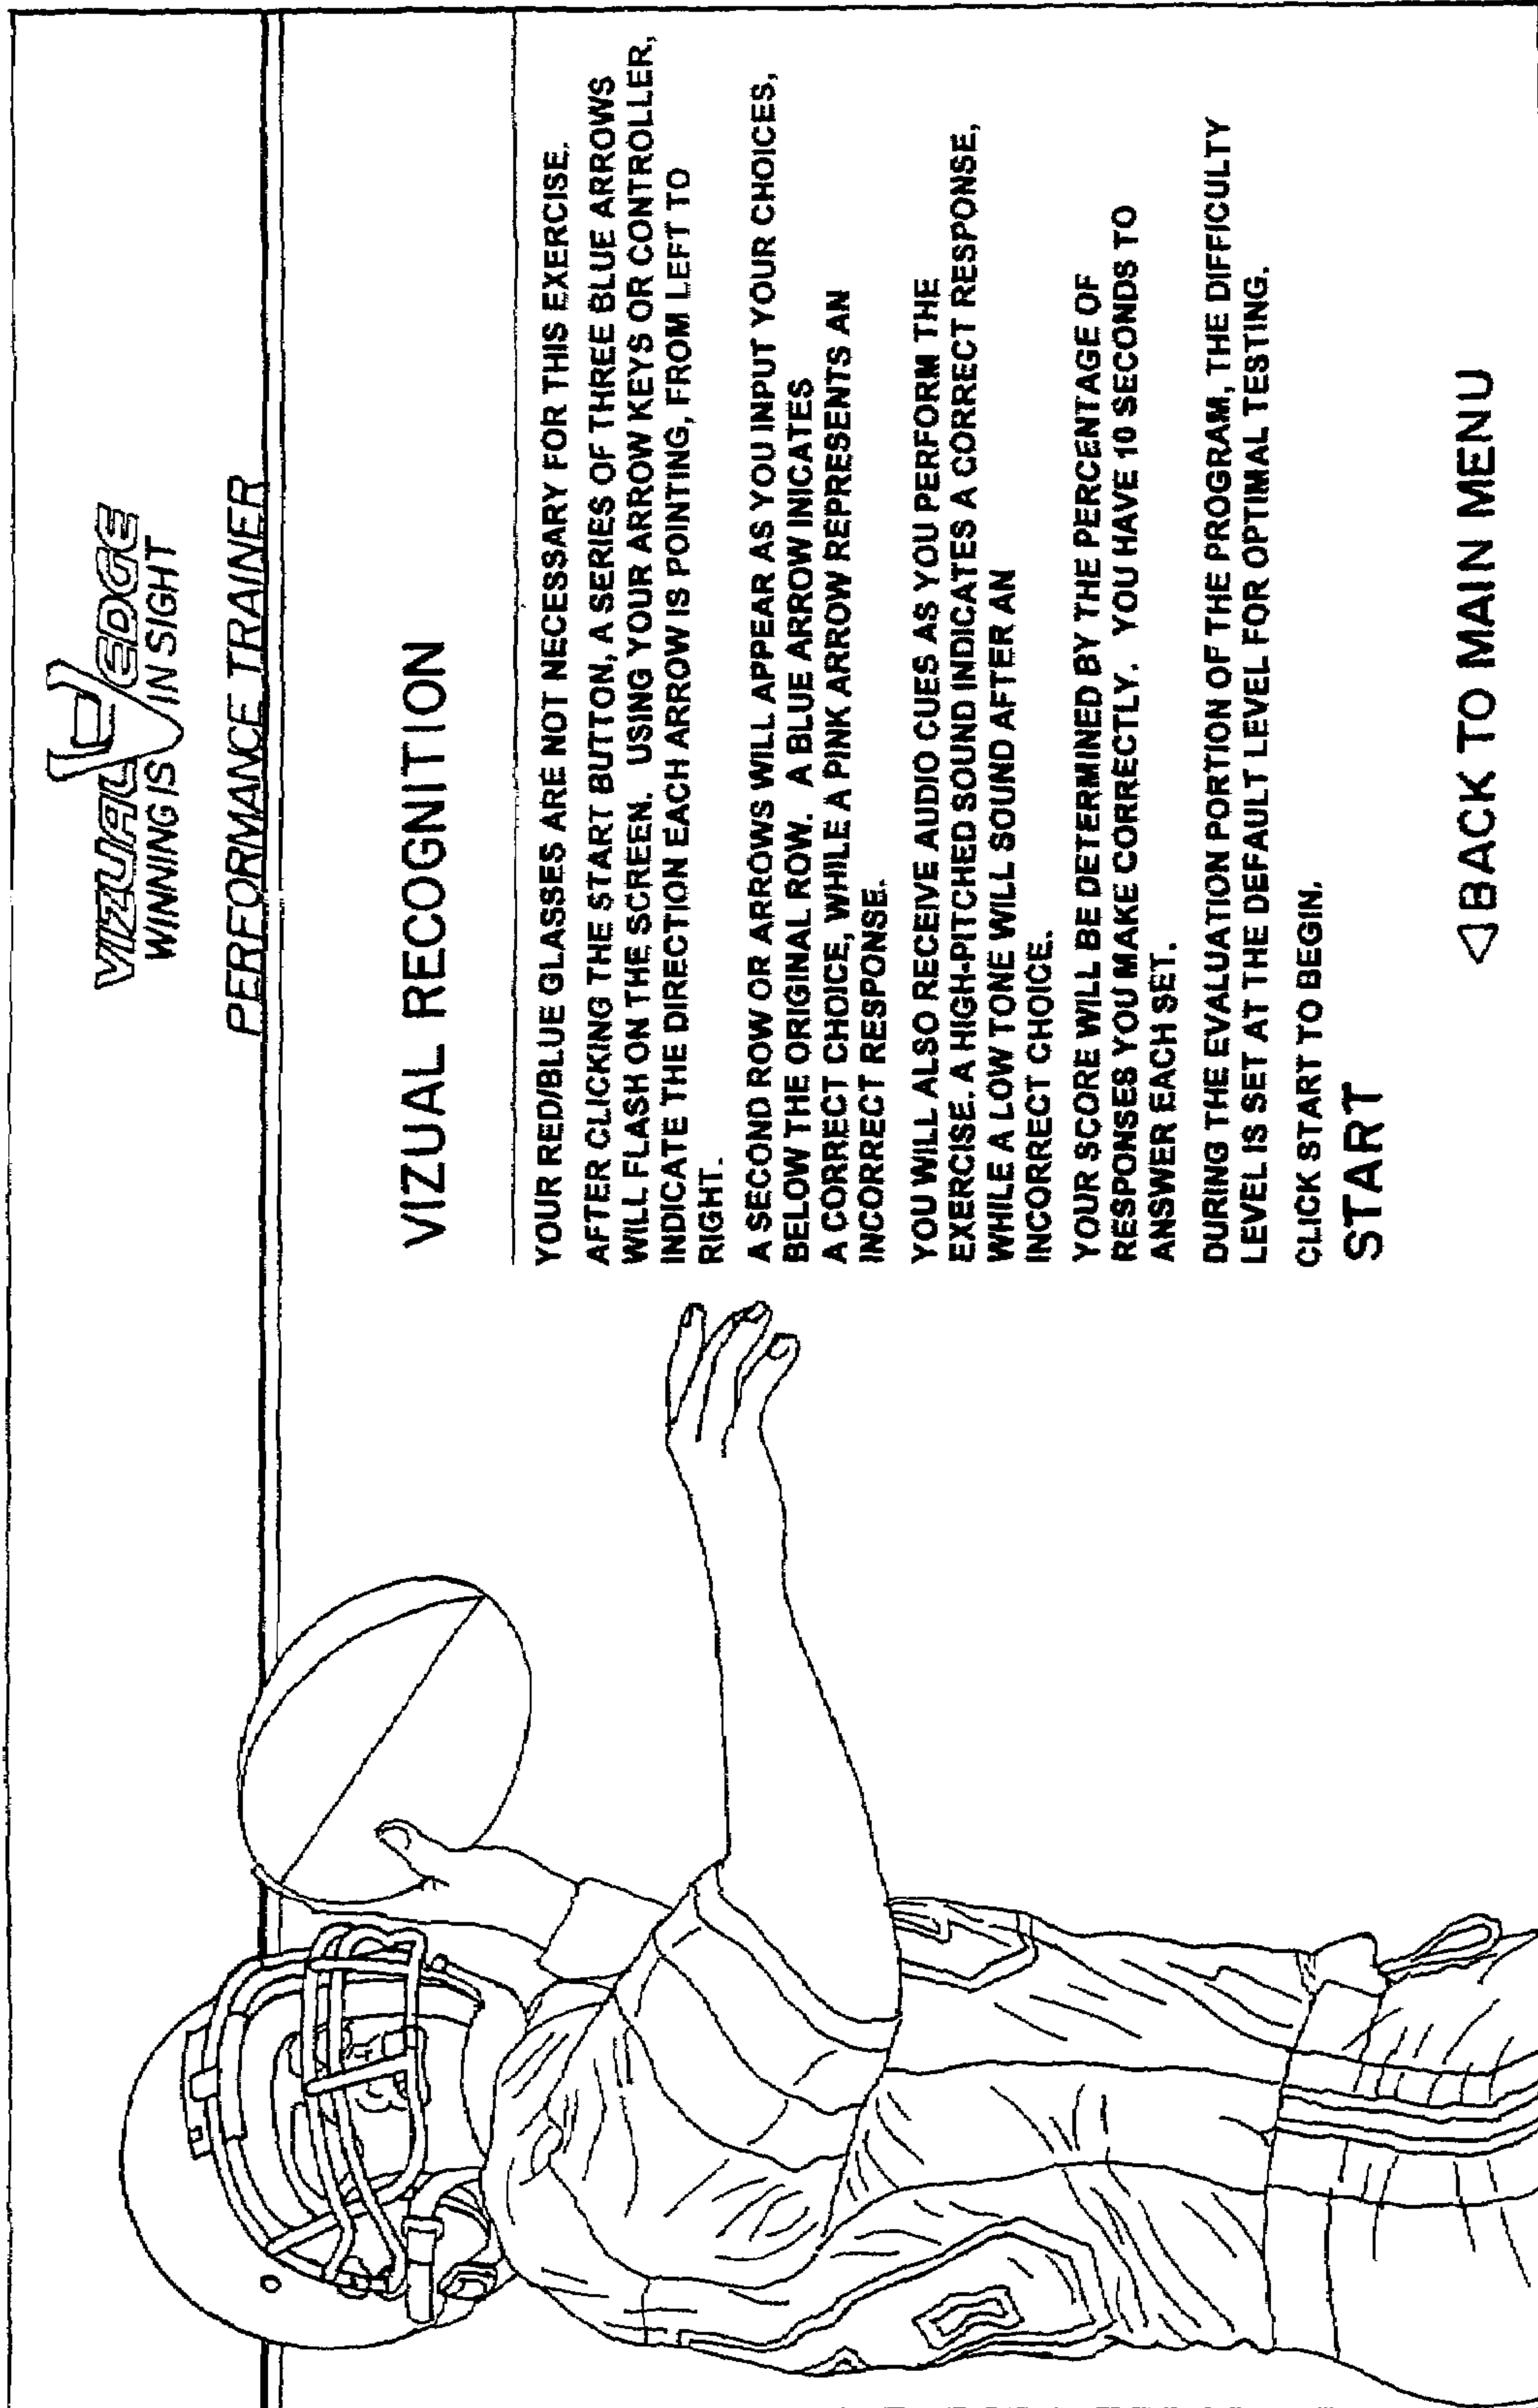 VIZUAL EDGE
WINNING IS IN SIGHT
PERFORMANCE TRAINER
VIZUAL RECOGNITION
YOUR RED/BLUE GLASSES ARE NOT NECESSARY FOR THIS EXERCISE.
AFTER CLICKING THE START BUTTON, A SERIES OF THREE BLUE ARROWS
WILL FLASH ON THE SCREEN. USING YOUR ARROW KEYS OR CONTROLLER,
INDICATE THE DIRECTION EACH ARROW IS POINTING, FROM LEFT TO
RIGHT.
A SECOND ROW OR ARROWS WILL APPEAR AS YOU INPUT YOUR CHOICES,
BELOW THE ORIGINAL ROW. A BLUE ARROW INICATES
A CORRECT CHOICE, WHILE A PINK ARROW REPRESENTS AN
INCORRECT RESPONSE.
YOU WILL ALSO RECEIVE AUDIO CUES AS YOU PERFORM THE
EXERCISE. A HIGH-PITCHED SOUND INDICATES A CORRECT RESPONSE,
WHILE A LOW TONE WILL SOUND AFTER AN
INCORRECT CHOICE.
YOUR SCORE WILL BE DETERMINED BY THE PERCENTAGE OF
RESPONSES YOU MAKE CORRECTLY. YOU HAVE 10 SECONDS TO
ANSWER EACH SET.
DURING THE EVALUATION PORTION OF THE PROGRAM, THE DIFFICULTY
LEVEL IS SET AT THE DEFAULT LEVEL FOR OPTIMAL TESTING.
CLICK START TO BEGIN.
START
◁BACK TO MAIN MENU